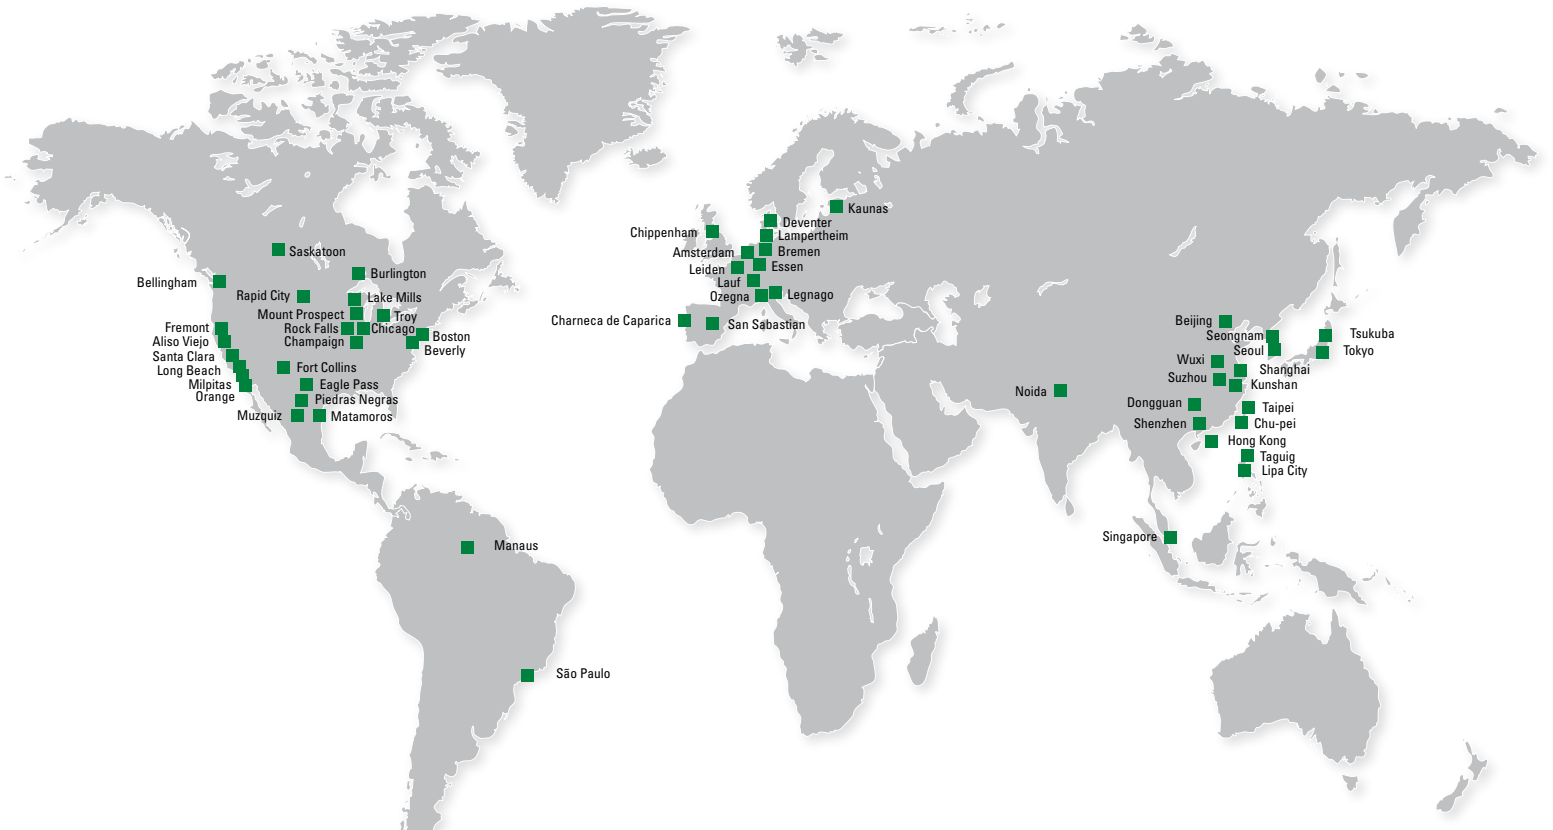 Saskatoon
Bellingham
Burlington
Rapid City
Lake Mills
Mount Prospect
Troy
Fremont
Rock Falls
Chicago
Boston
Aliso Viejo
Champaign
Beverly
Santa Clara
Long Beach
Fort Collins
Milpitas
Eagle Pass
Orange
Piedras Negras
Muzquiz
Matamoros
Manaus
São Paulo
Kaunas
Deventer
Chippenham
Lampertheim
Amsterdam
Bremen
Leiden
Essen
Lauf
Ozegna
Legnago
Charneca de Caparica
San Sabastian
Beijing
Seongnam
Tsukuba
Seoul
Tokyo
Wuxi
Shanghai
Suzhou
Kunshan
Noida
Dongguan
Taipei
Shenzhen
Chu-pei
Hong Kong
Taguig
Lipa City
Singapore